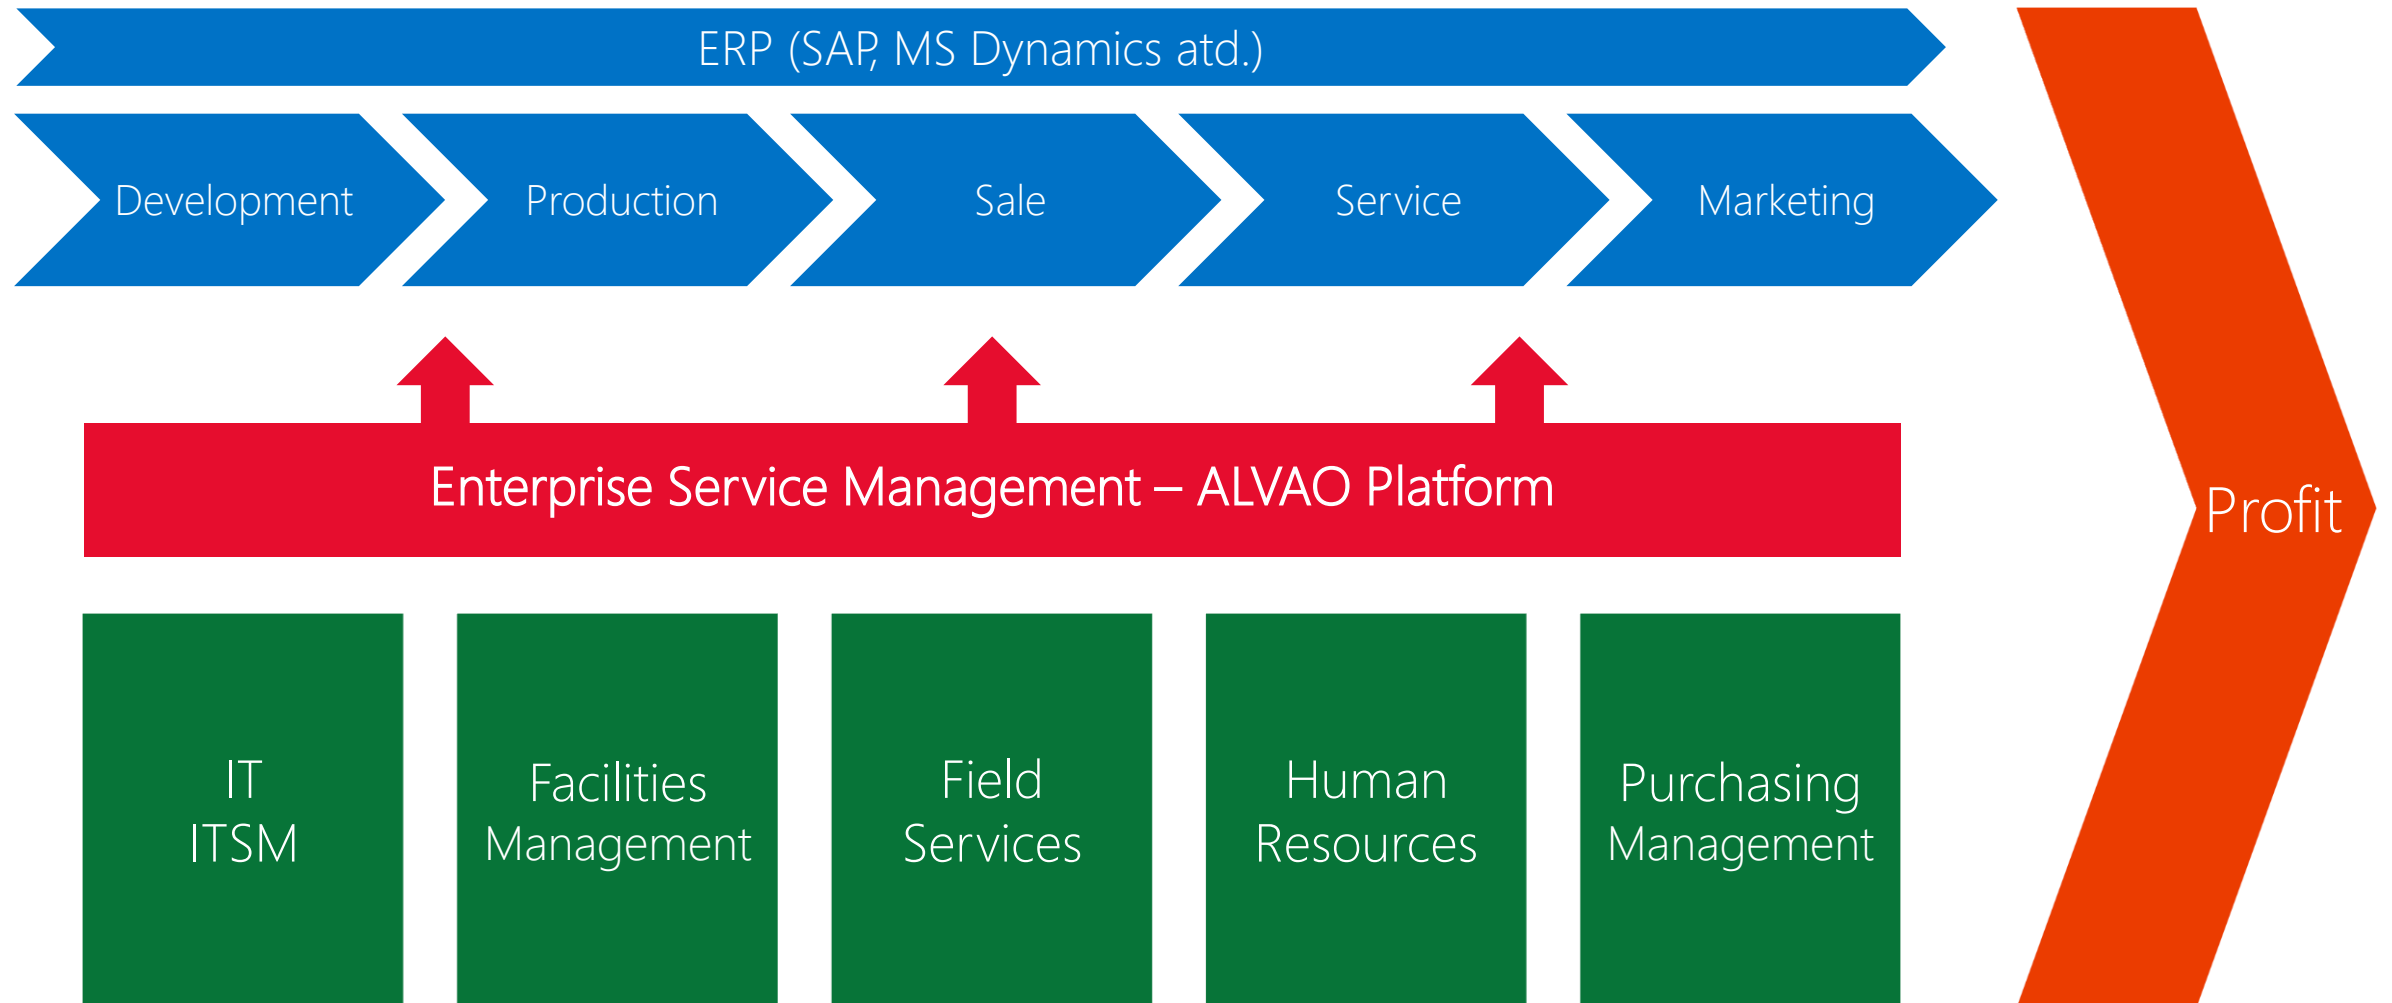 ERP (SAP, MS Dynamics atd.)
Development
Production
Sale
Service
Marketing
Enterprise Service Management – ALVAO Platform
Profit
IT
ITSM
Facilities
Management
Field
Services
Human
Resources
Purchasing
Management